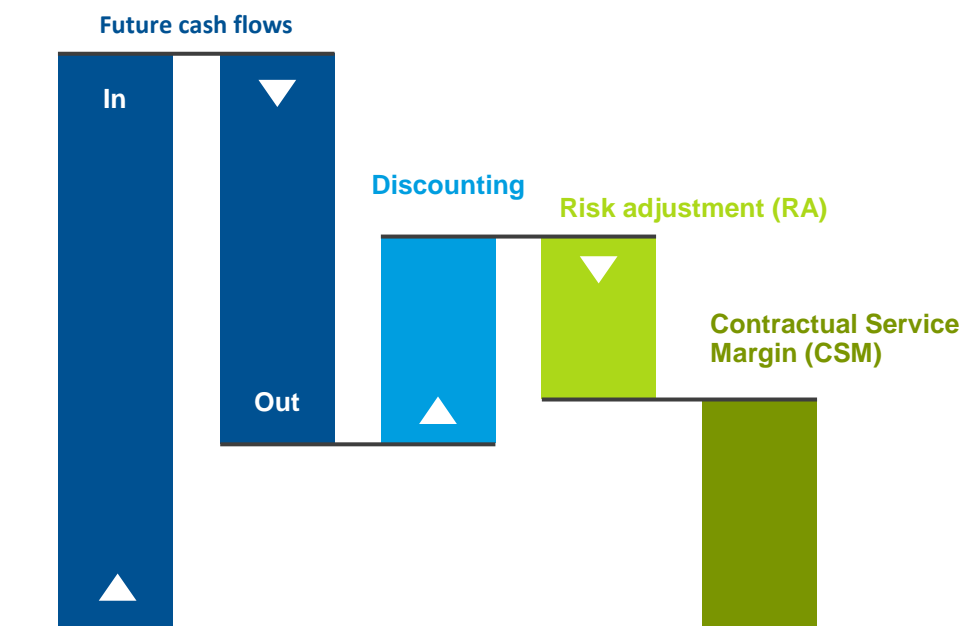 Future cash flows
In
Discounting
Risk adjustment (RA)
Contractual Service
Margin (CSM)
Out